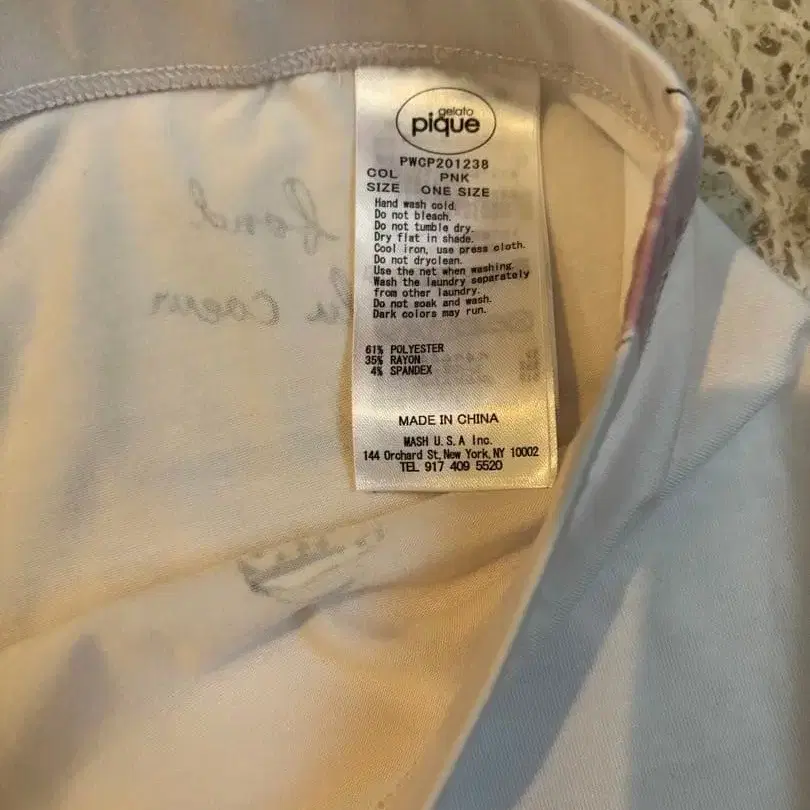 gelato
pique
PWCP201238
COL PNK
SIZE ONE SIZE
Hand wash cold.
Do not bleach.
Do not tumble dry.
Dry flat in shade.
Cool iron, use press cloth.
Do not dryclean.
Use the net when washing.
Wash the laundry separately
from other laundry.
Do not soak and wash.
Dark colors may run.
61% POLYESTER
35% RAYON
4% SPANDEX
MADE IN CHINA
MASH U.S.A Inc.
144 Orchard St, New York, NY 10002
TEL 917 409 5520
fond
du coeur